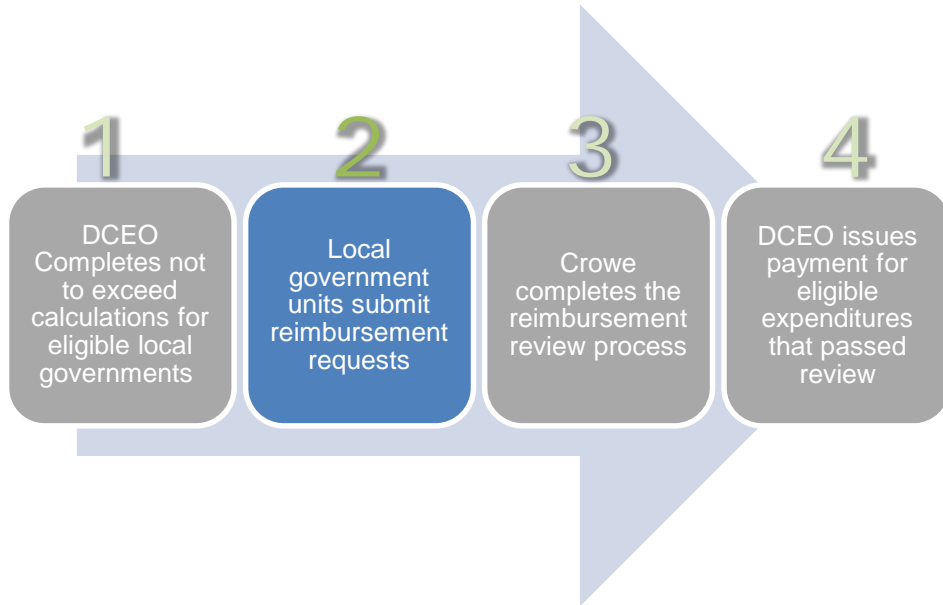 1
DCEO
Completes not
to exceed
calculations for
eligible local
governments
2
Local
government
units submit
reimbursement
requests
3
Crowe
completes the
reimbursement
review process
4
DCEO issues
payment for
eligible
expenditures
that passed
review